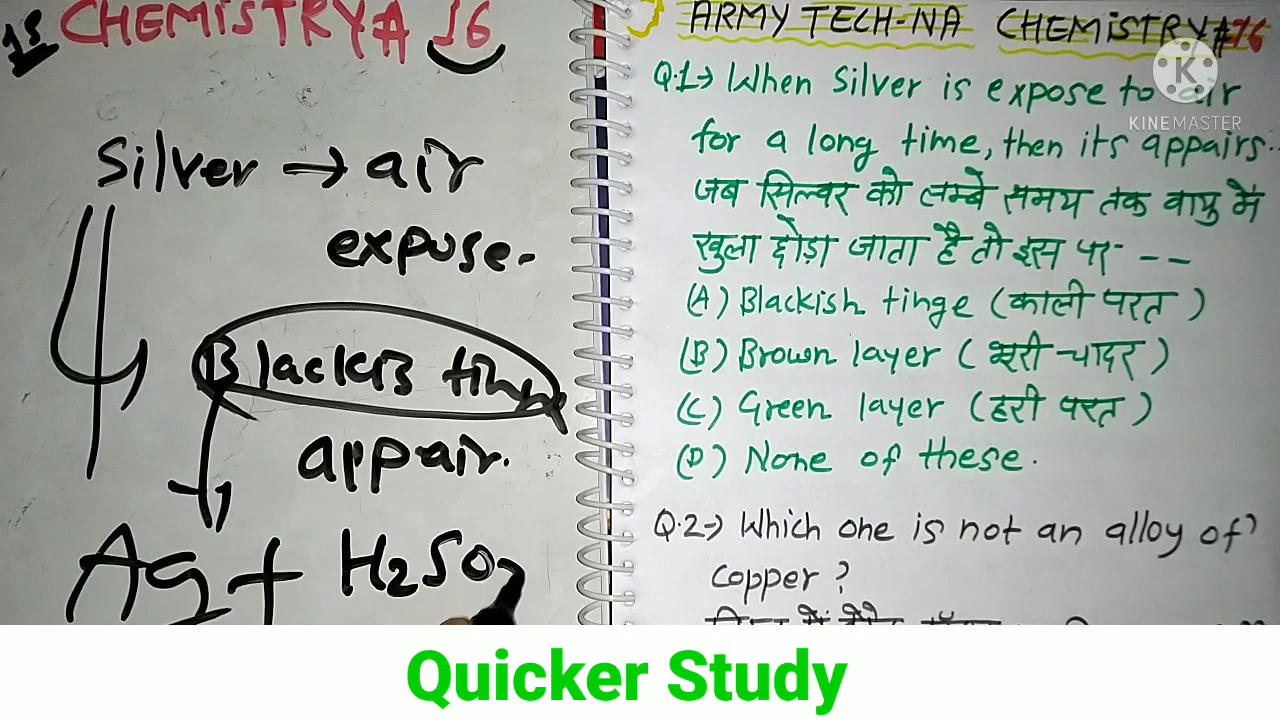 15 CHEMISTRY# 16
Silver → air
expose.
Blackis
appair.
Ag + H2SO
ARMY TECH-NA CHEMISTRY#16
KINEMASTER
Q.1→ When Silver is expose to air
for a long time, then its appairs..
जब सिल्वर को लम्बे समय तक वायु में
खुला छोड़ा जाता है तो इस पर --
(A) Blackish tinge (काली परत)
(B) Brown layer (भूरी चादर)
(C) Green layer (हरी परत)
(D) None of these.
Q.2→ Which one is not an alloy of
copper ?
Quicker Study